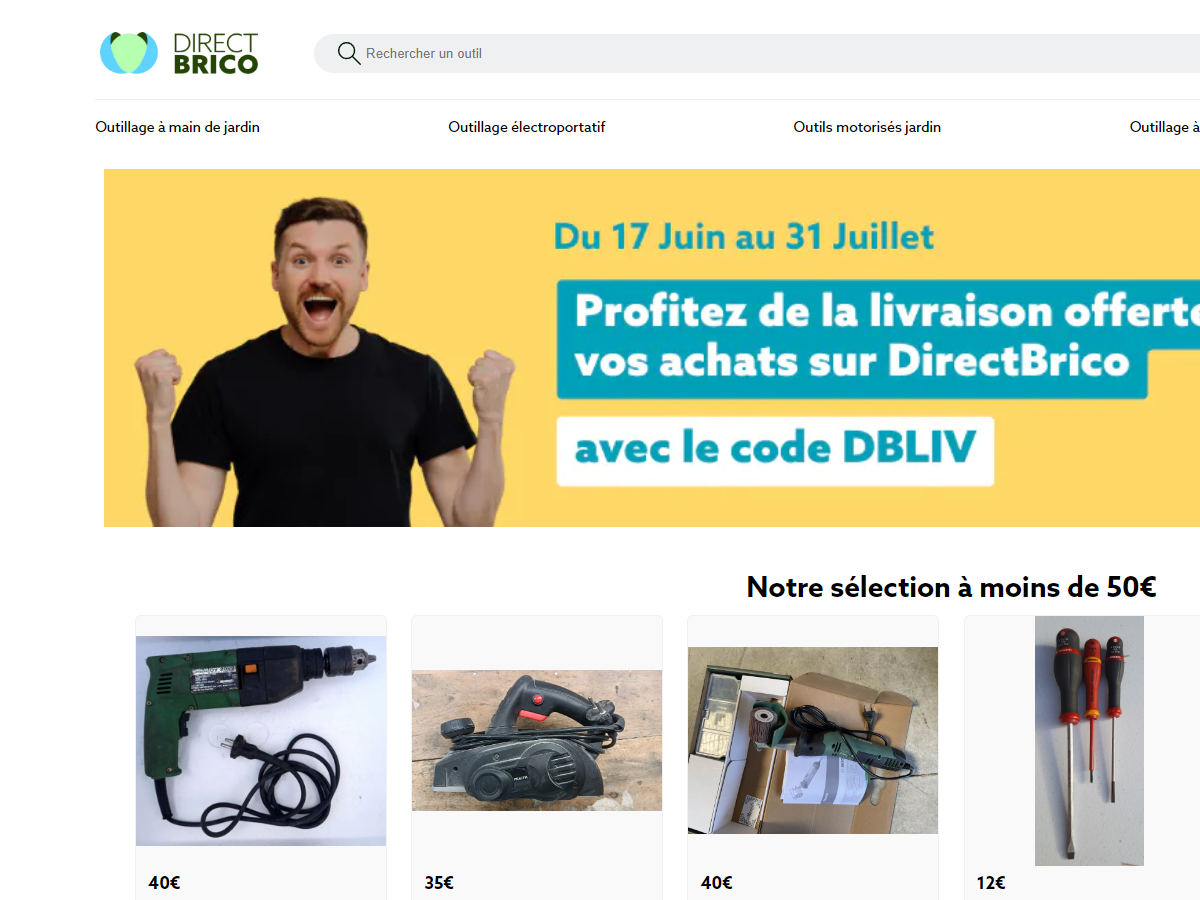 DIRECT
BRICO
Rechercher un outil
Outillage à main de jardin
Outillage électroportatif
Outils motorisés jardin
Outillage à
Du 17 Juin au 31 Juillet
Profitez de la livraison offerte
vos achats sur DirectBrico
avec le code DBLIV
Notre sélection à moins de 50€
40€
35€
40€
12€